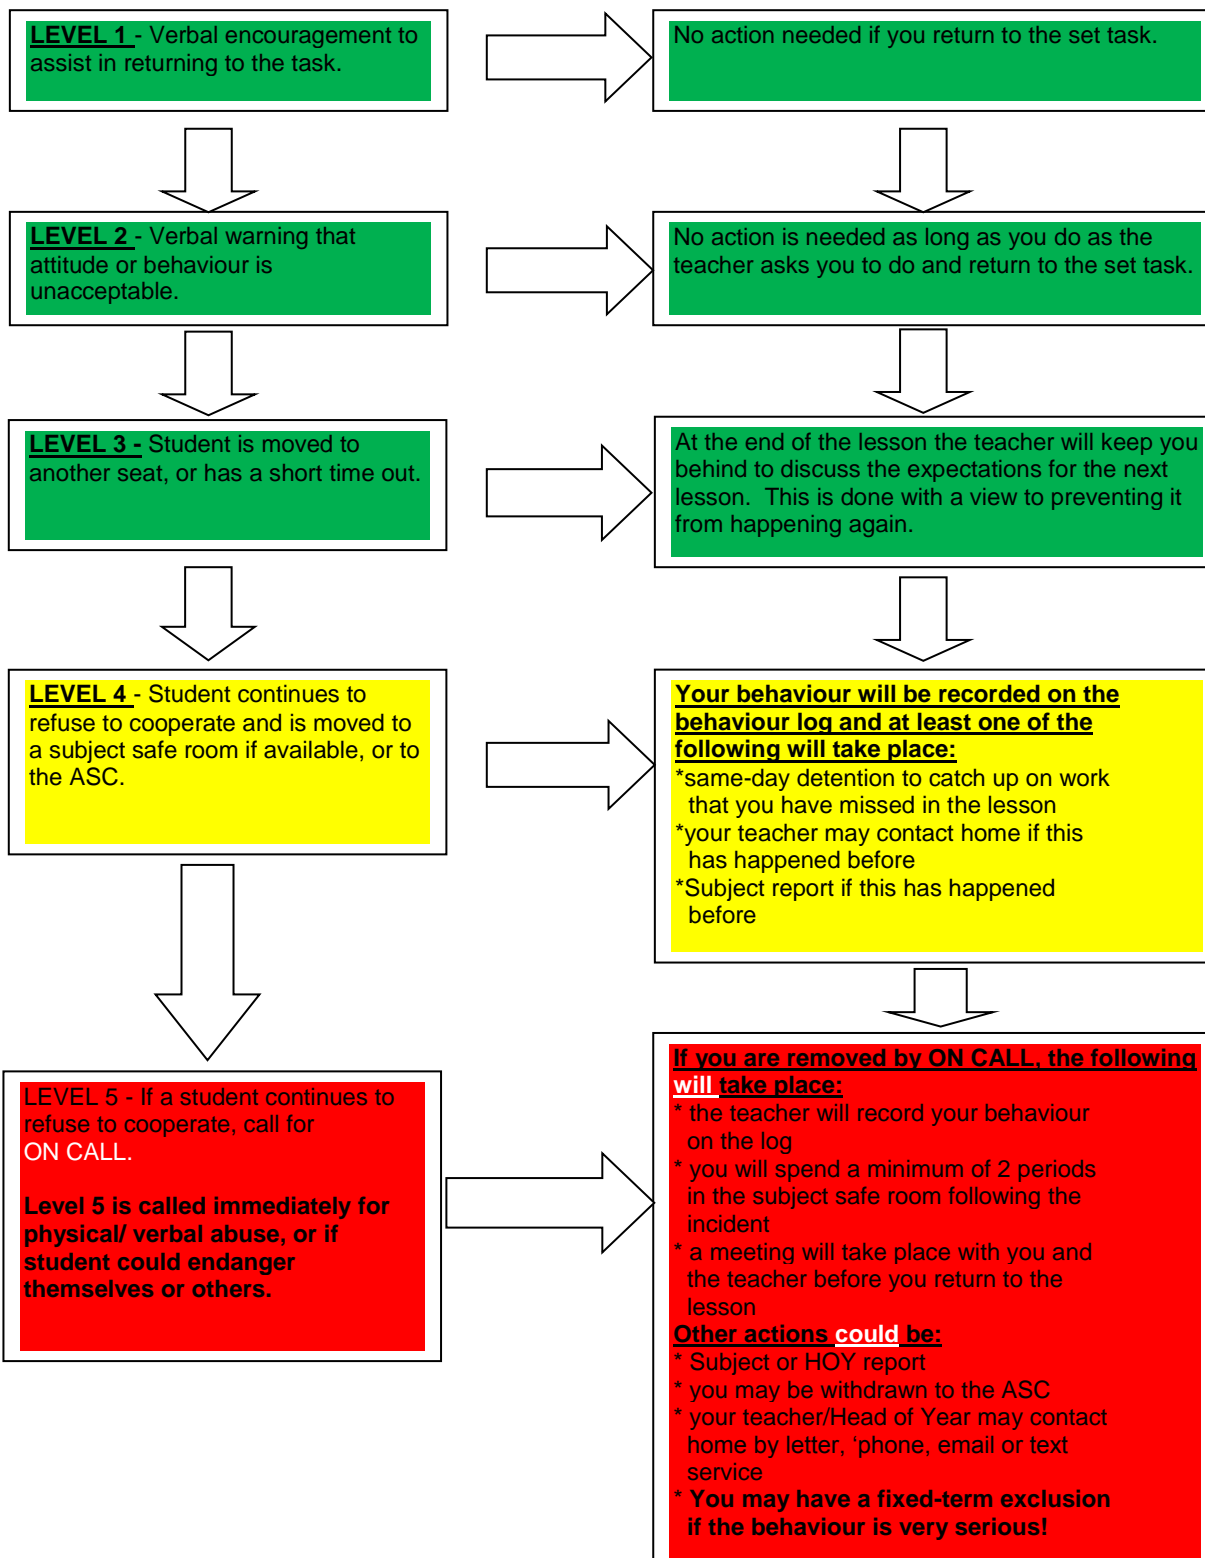 LEVEL 1 - Verbal encouragement to
assist in returning to the task.
No action needed if you return to the set task.
LEVEL 2 - Verbal warning that
attitude or behaviour is
unacceptable.
No action is needed as long as you do as the
teacher asks you to do and return to the set task.
LEVEL 3 - Student is moved to
another seat, or has a short time out.
At the end of the lesson the teacher will keep you
behind to discuss the expectations for the next
lesson. This is done with a view to preventing it
from happening again.
LEVEL 4 - Student continues to
refuse to cooperate and is moved to
a subject safe room if available, or to
the ASC.
Your behaviour will be recorded on the
behaviour log and at least one of the
following will take place:
*same-day detention to catch up on work
that you have missed in the lesson
*your teacher may contact home if this
has happened before
*Subject report if this has happened
before
LEVEL 5 - If a student continues to
refuse to cooperate, call for
ON CALL.
Level 5 is called immediately for
physical/ verbal abuse, or if
student could endanger
themselves or others.
If you are removed by ON CALL, the following
will take place:
* the teacher will record your behaviour
on the log
* you will spend a minimum of 2 periods
in the subject safe room following the
incident
* a meeting will take place with you and
the teacher before you return to the
lesson
Other actions could be:
* Subject or HOY report
* you may be withdrawn to the ASC
* your teacher/Head of Year may contact
home by letter, ‘phone, email or text
service
* You may have a fixed-term exclusion
if the behaviour is very serious!